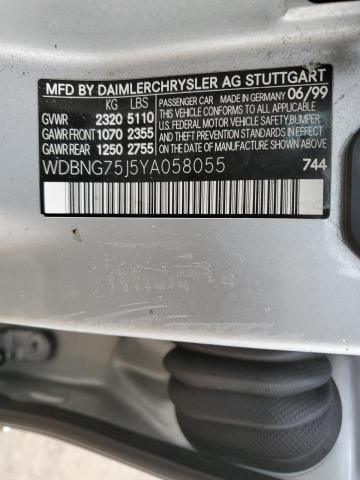 MFD BY DAIMLERCHRYSLER AG STUTTGART
KG LBS PASSENGER CAR MADE IN GERMANY 06/99
GVWR 2320 5110 THIS VEHICLE CONFORMS TO ALL APPLICABLE
GAWR FRONT 1070 2355 U.S. FEDERAL MOTOR VEHICLE SAFETY,BUMPER
GAWR REAR 1250 2755 AND THEFT PREVENTION STANDARDS IN EFFECT
ON THE DATE OF MANUFACTURE SHOWN ABOVE.
WDBNG75J5YA058055 744